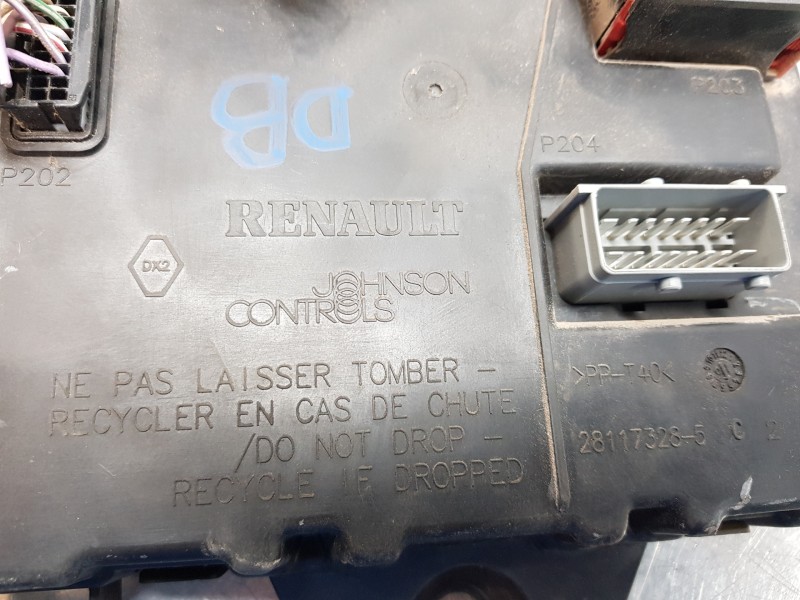 DB
P203
P204
P202
RENAULT
DX2
JOHNSON
CONTROLS
>PP-T40<
NE PAS LAISSER TOMBER -
RECYCLER EN CAS DE CHUTE
/DO NOT DROP -
RECYCLE IF DROPPED
28117328-5 C 2